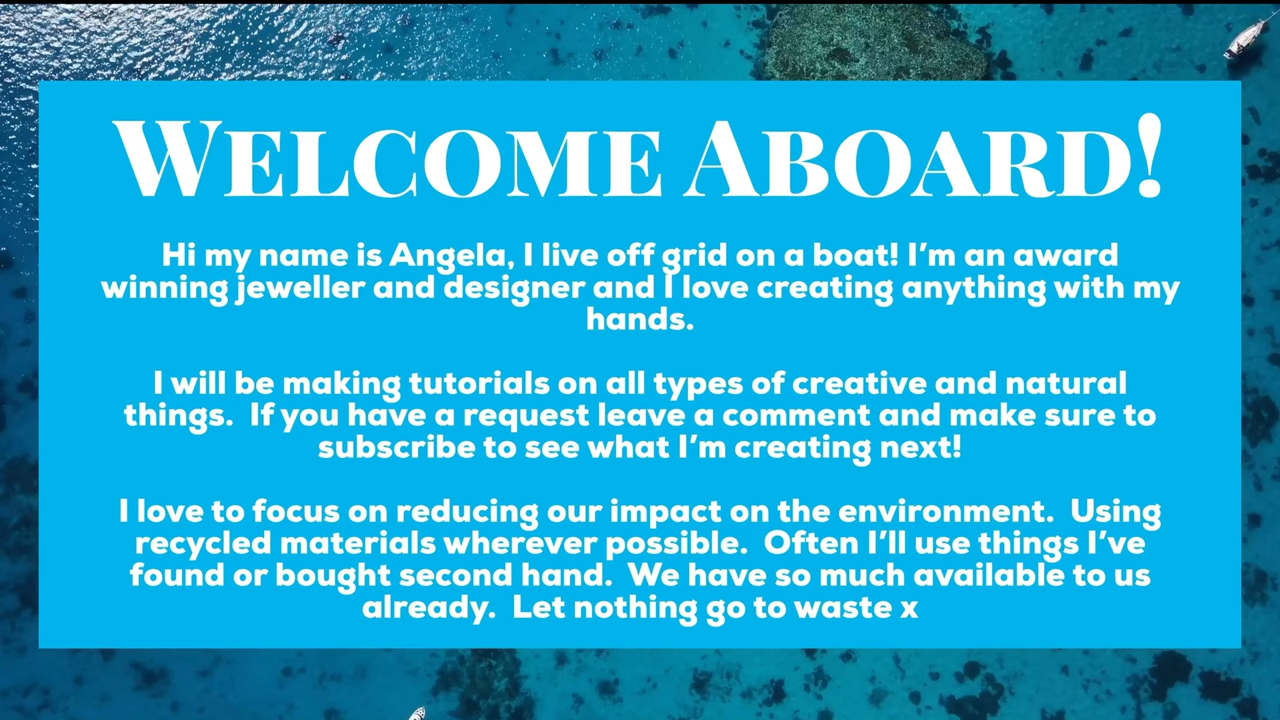 WELCOME ABOARD!
Hi my name is Angela, I live off grid on a boat! I’m an award
winning jeweller and designer and I love creating anything with my
hands.
I will be making tutorials on all types of creative and natural
things.  If you have a request leave a comment and make sure to
subscribe to see what I’m creating next!
I love to focus on reducing our impact on the environment.  Using
recycled materials wherever possible.  Often I’ll use things I’ve
found or bought second hand.  We have so much available to us
already.  Let nothing go to waste x